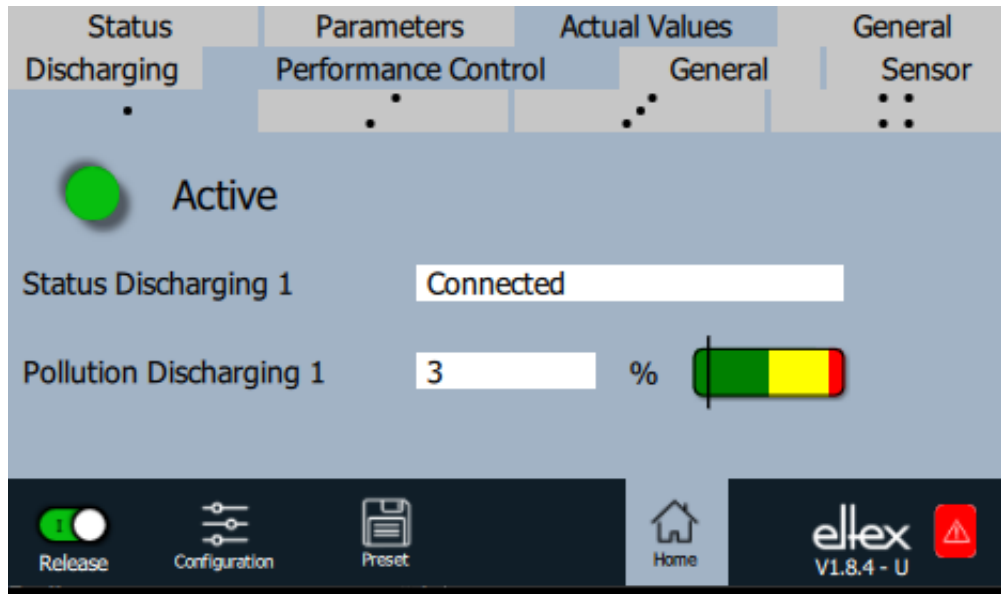 Status Parameters Actual Values General
Discharging Performance Control General Sensor
Active
Status Discharging 1 Connected
Pollution Discharging 1 3 %
I
Release Configuration Preset Home eltex
V1.8.4 - U